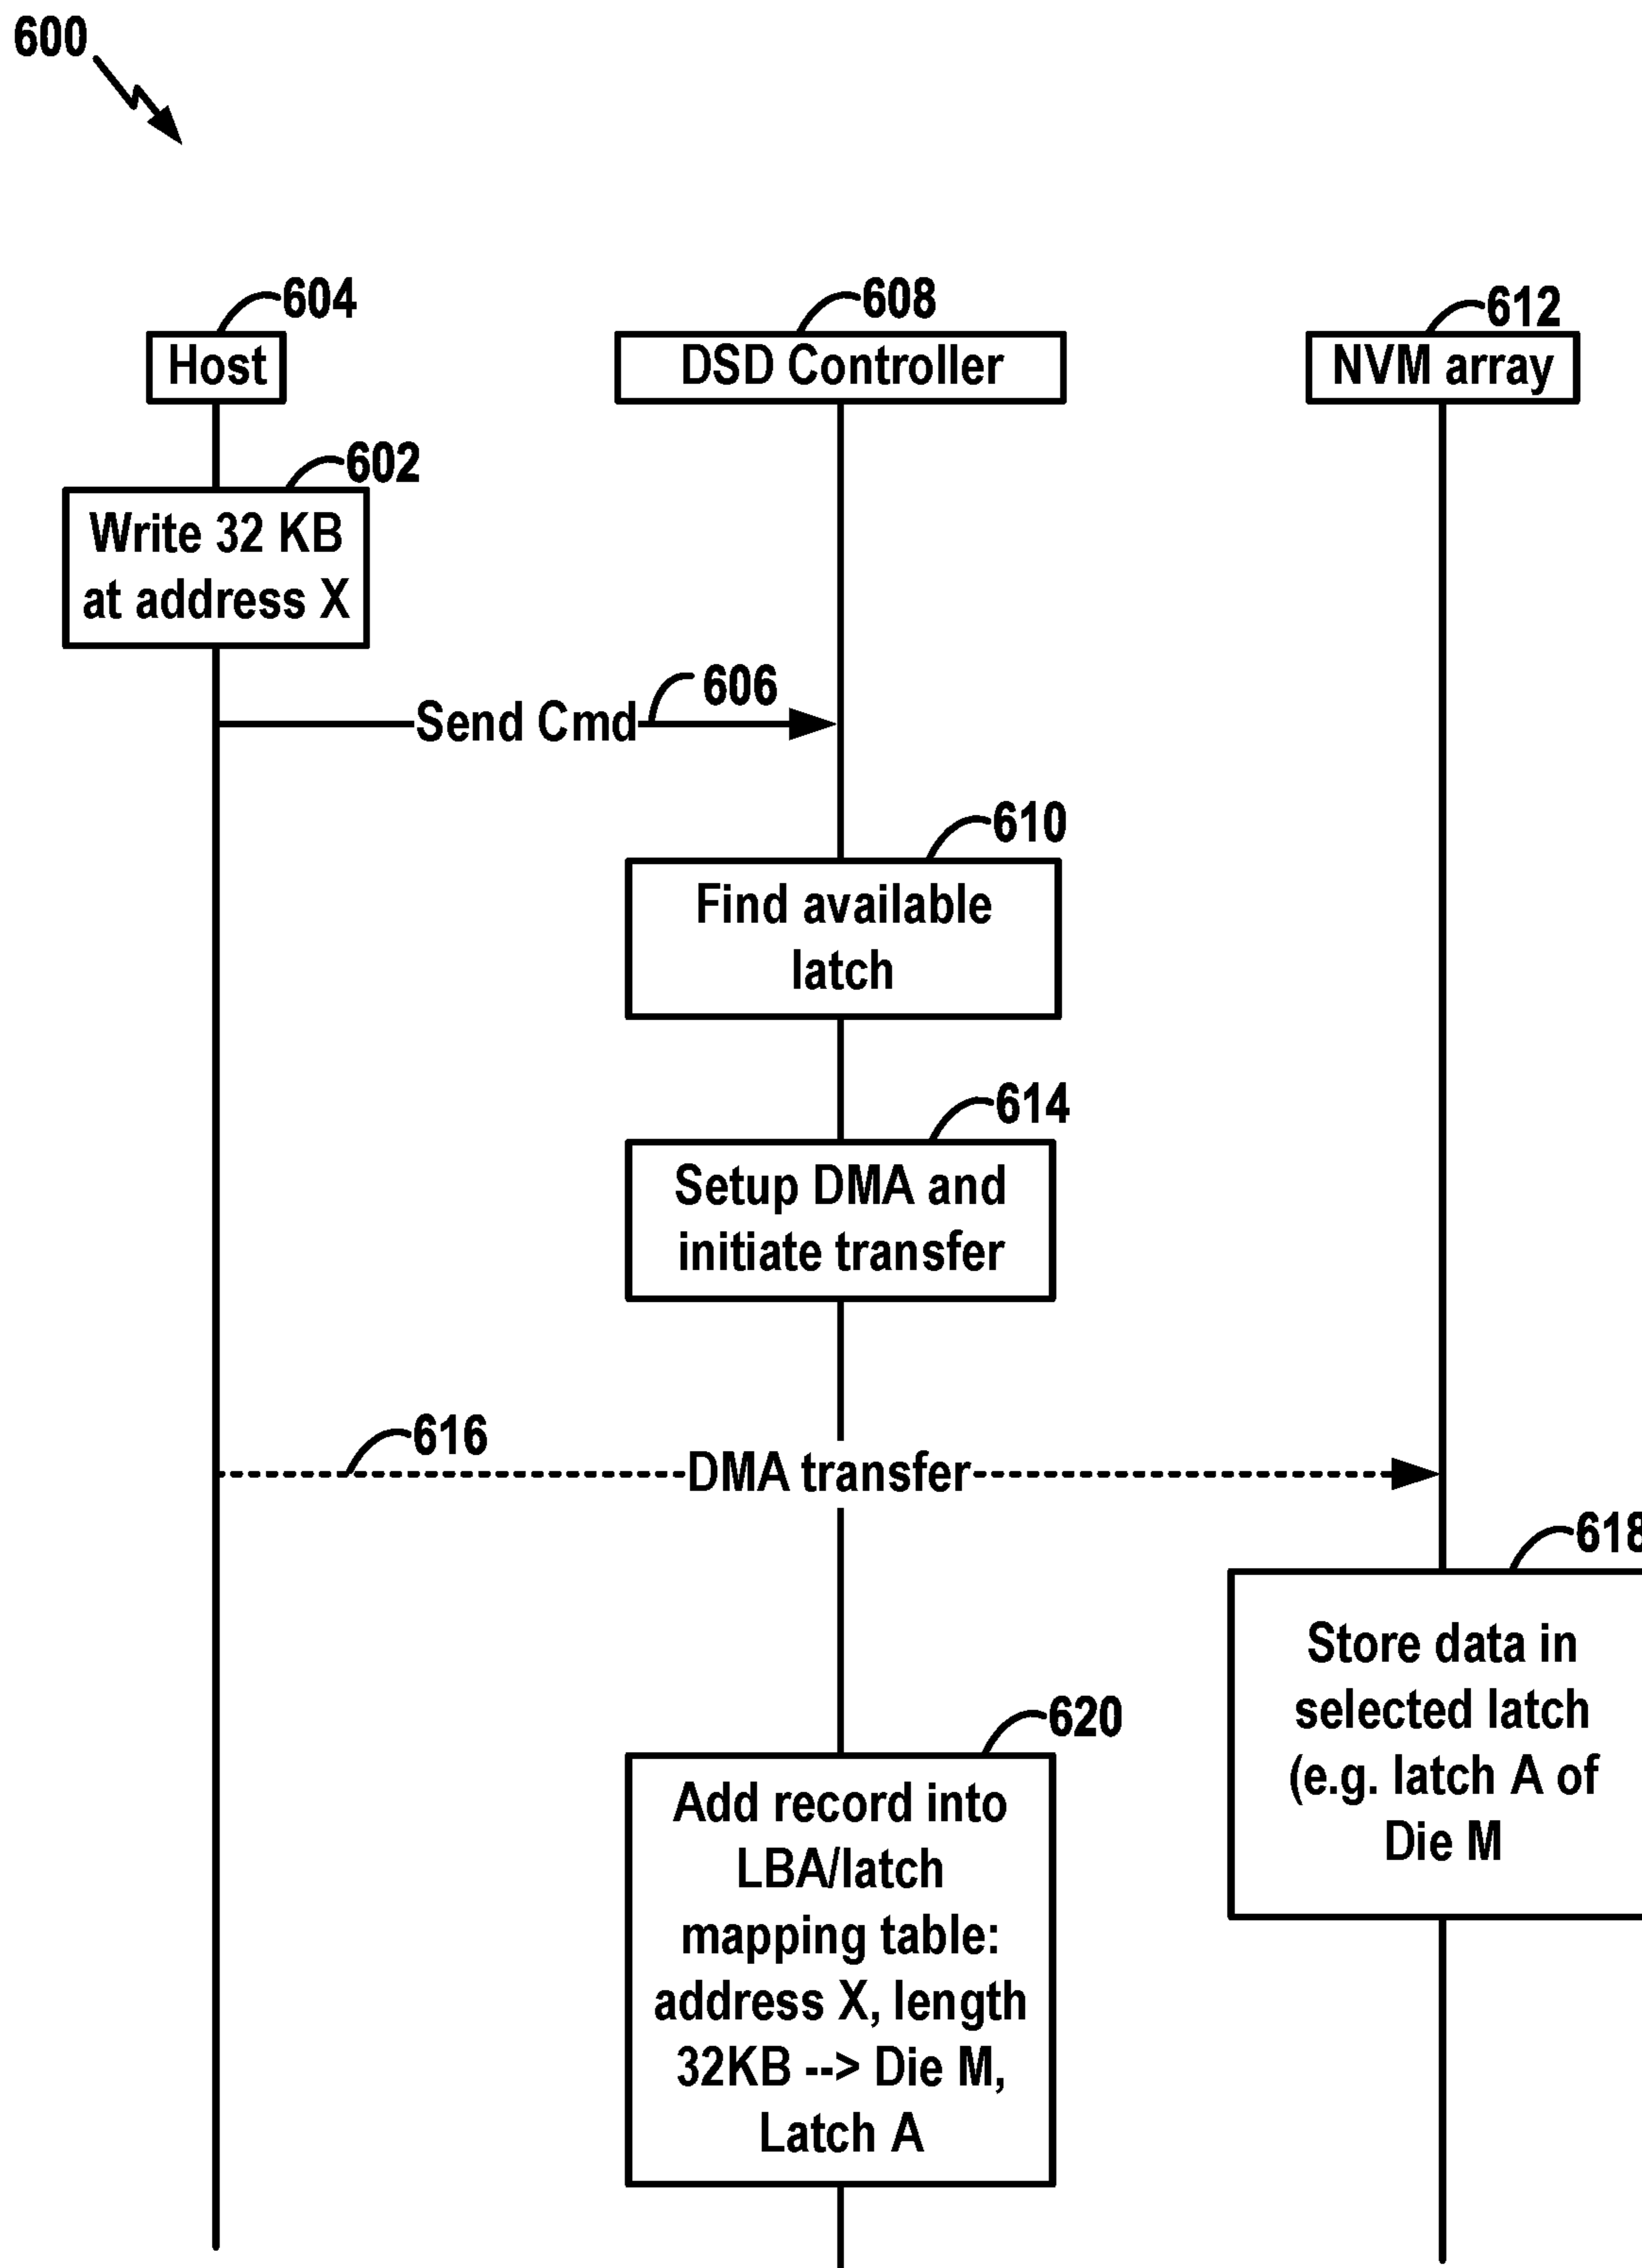 600
604
608
612
Host
DSD Controller
NVM array
602
Write 32 KB
at address X
606
Send Cmd
610
Find available
latch
614
Setup DMA and
initiate transfer
616
DMA transfer
618
Store data in
selected latch
(e.g. latch A of
Die M
620
Add record into
LBA/latch
mapping table:
address X, length
32KB --> Die M,
Latch A